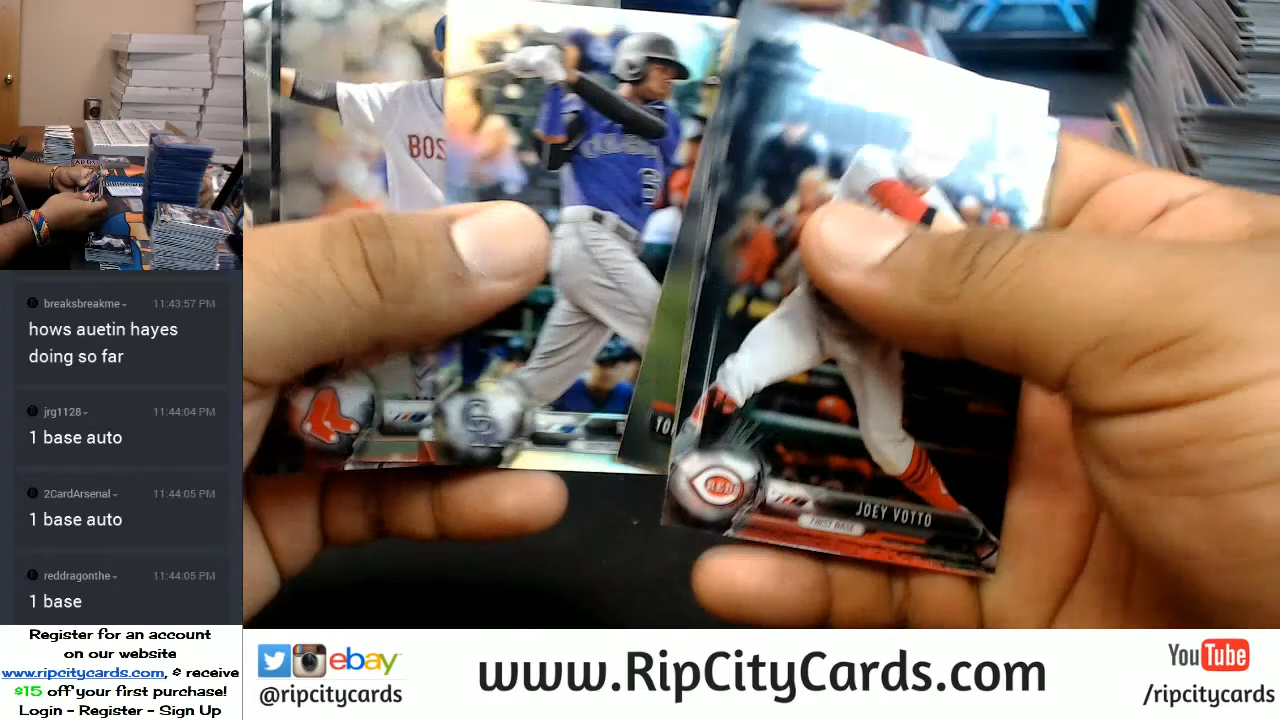 breaksbreakme 11:43:57 PM
hows auetin hayes
doing so far
jrg1128 11:44:04 PM
1 base auto
2CardArsenal 11:44:05 PM
1 base auto
reddragonthe 11:44:05 PM
1 base
Register for an account
on our website
www.ripcitycards.com, & receive
$15 off your first purchase!
Login - Register - Sign Up
BOS
6
TO
REDS
JOEY VOTTO
FIRST BASE
ebay
@ripcitycards
www.RipCityCards.com
YouTube
/ripcitycards